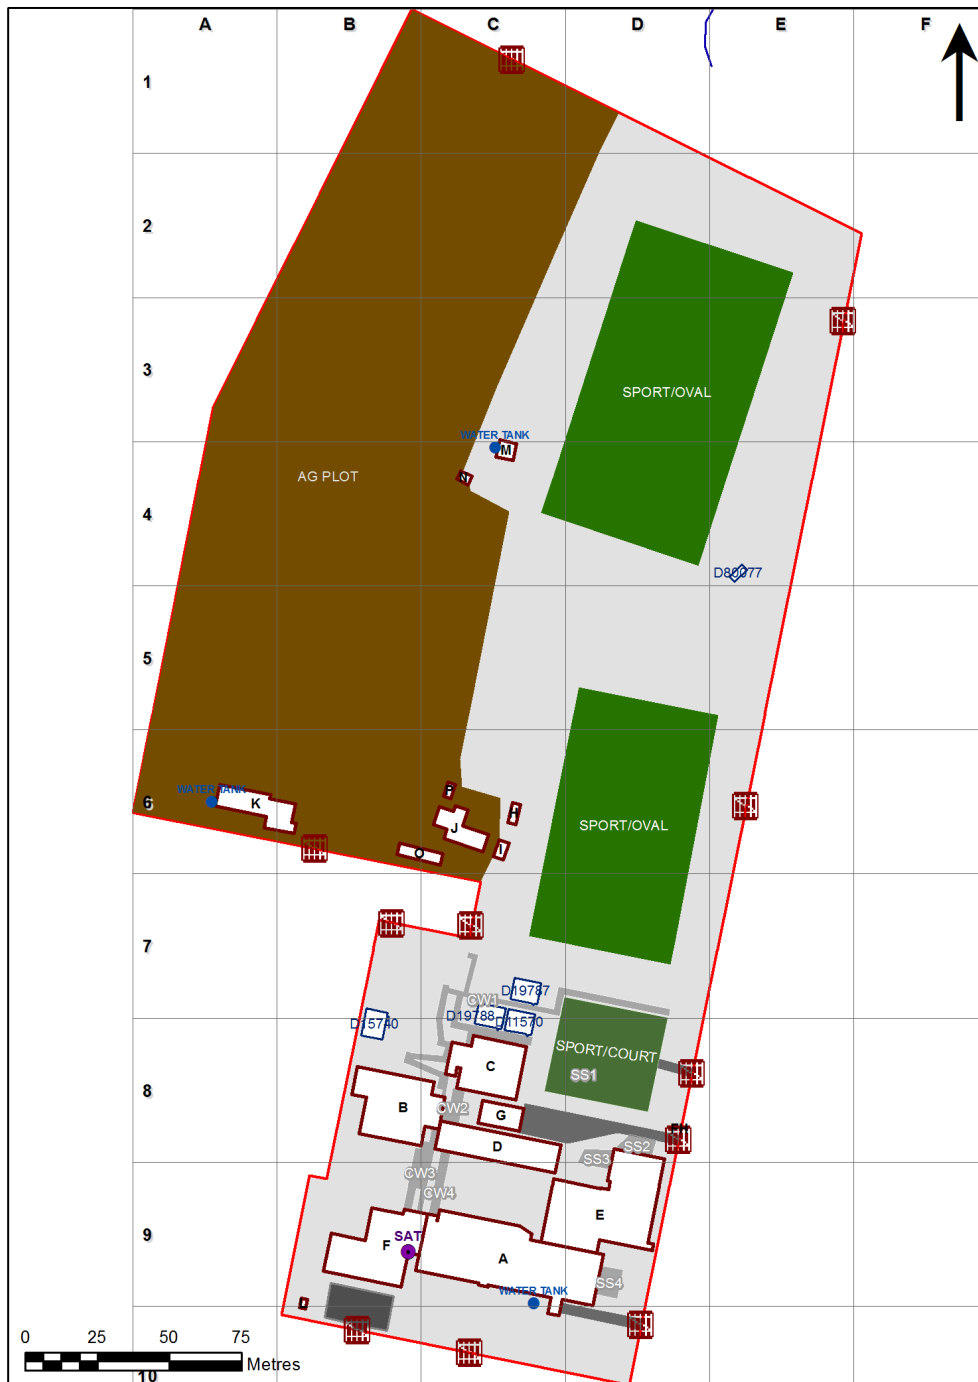 A B C D E F
1
2
3
SPORT/OVAL
WATER TANK
M
AG PLOT
N
4
D80077
5
WATER TANK
6
K
P
H
J
SPORT/OVAL
O
I
7
D19787
CW1
D19788
D11570
D15740
SPORT/COURT
C
SS1
8
B
CW2
G
FH
D
SS2
SS3
CW3
CW4
E
9
SAT
F
A
SS4
WATER TANK
0 25 50 75
Metres
10